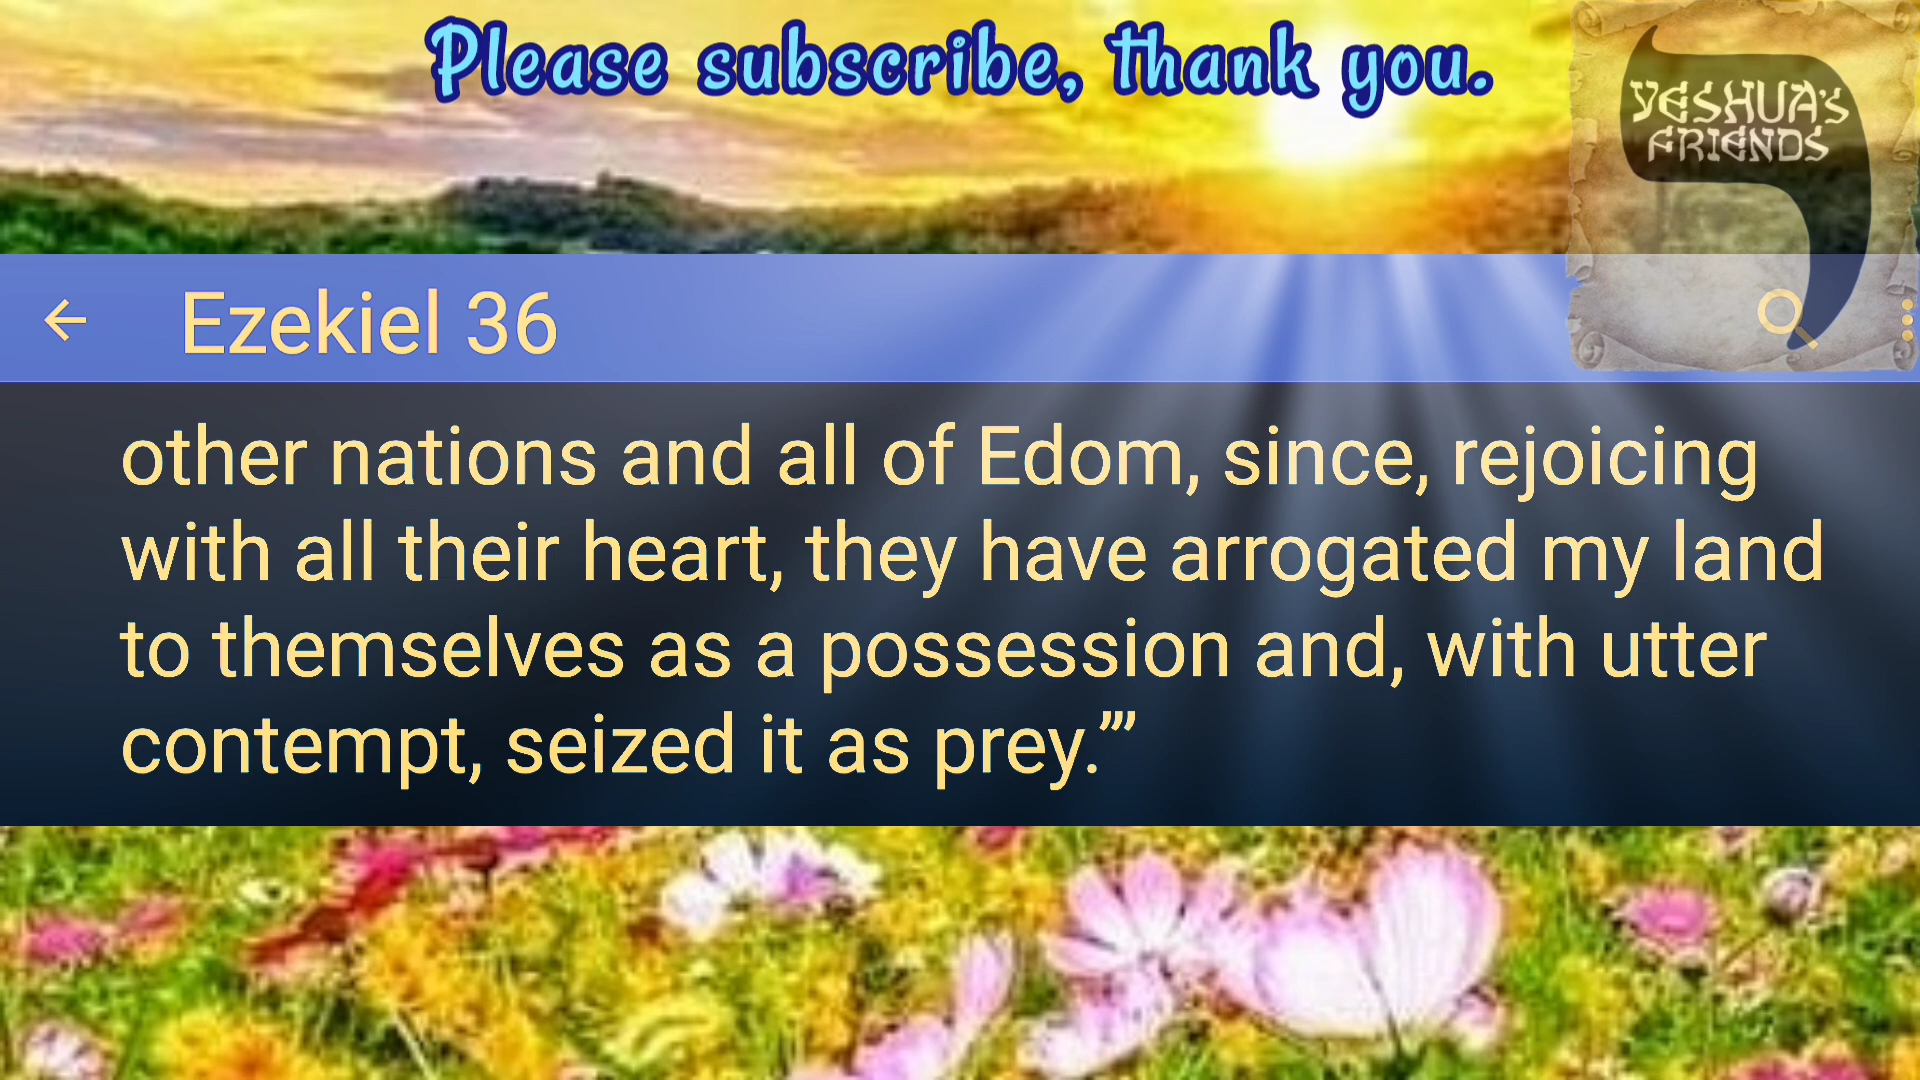 Please subscribe, thank you.
YESHUA'S
FRIENDS
Ezekiel 36
other nations and all of Edom, since, rejoicing
with all their heart, they have arrogated my land
to themselves as a possession and, with utter
contempt, seized it as prey.’”